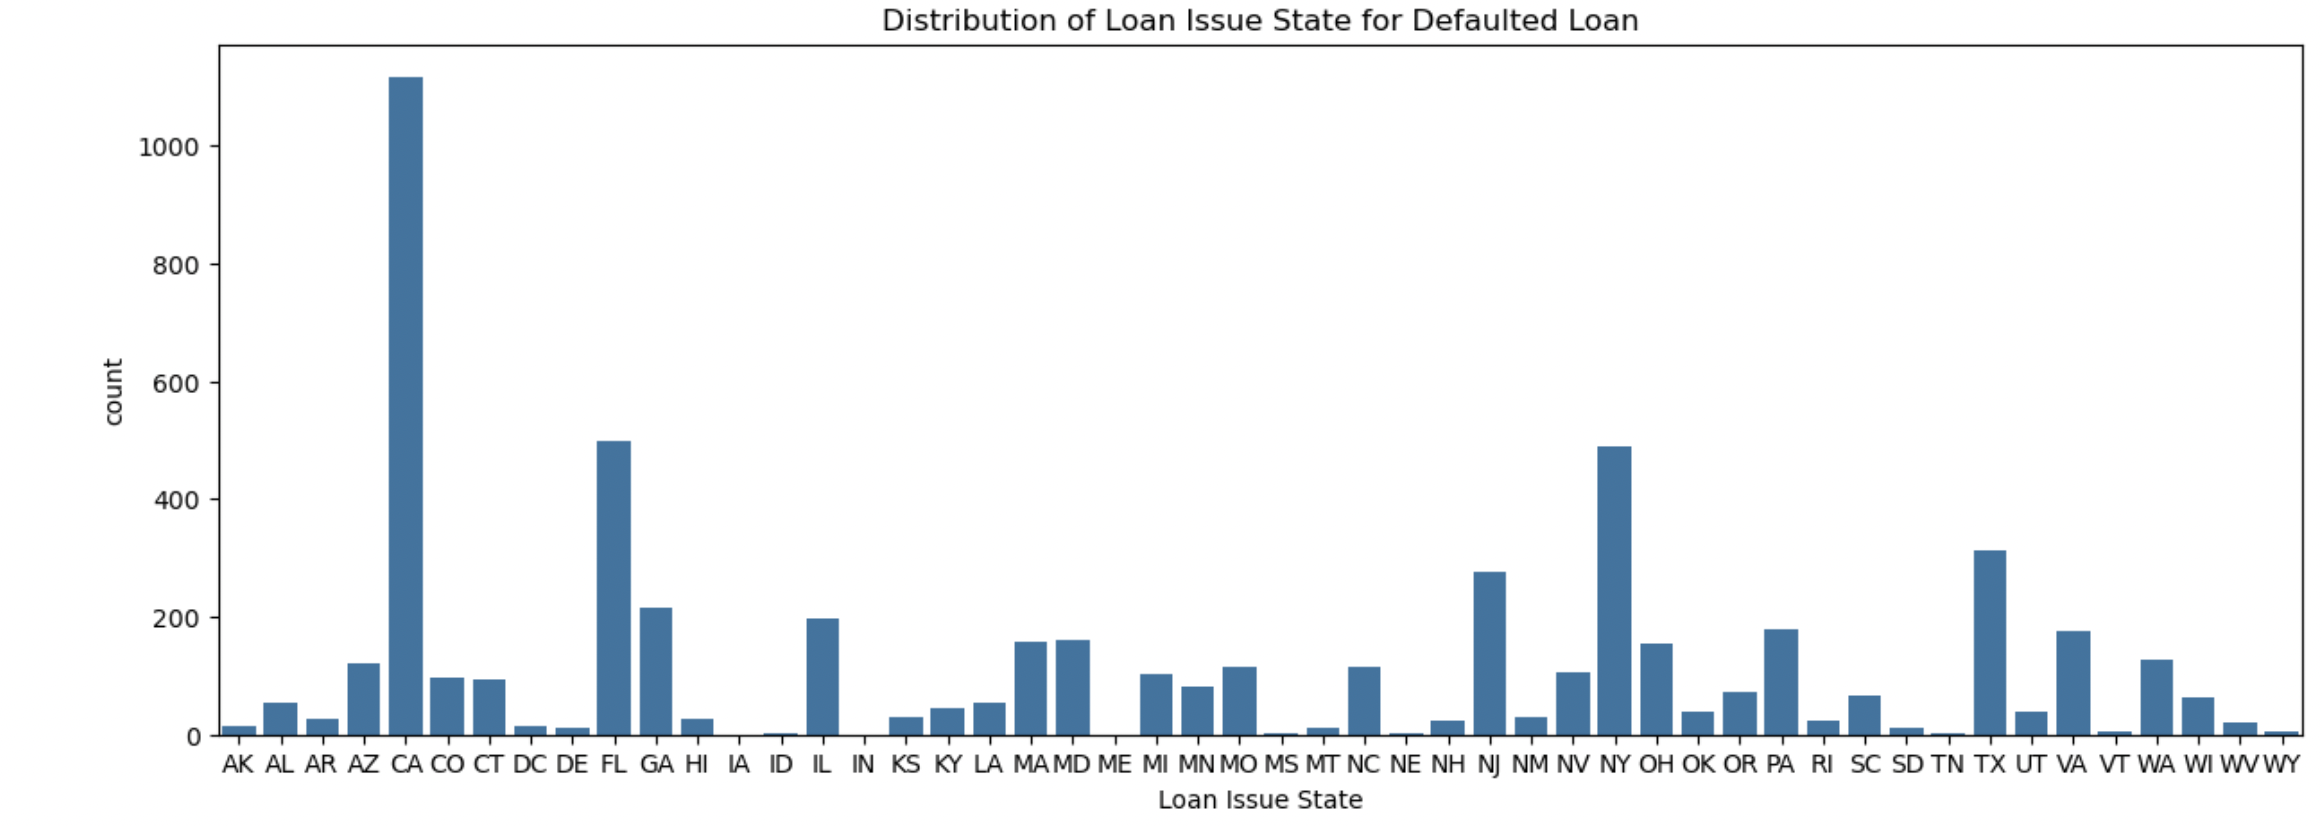 Distribution of Loan Issue State for Defaulted Loan
1000
800
600
400
200
0
count
AK AL AR AZ CA CO CT DC DE FL GA HI IA ID IL IN KS KY LA MA MD ME MI MN MO MS MT NC NE NH NJ NM NV NY OH OK OR PA RI SC SD TN TX UT VA VT WA WI WV WY
Loan Issue State